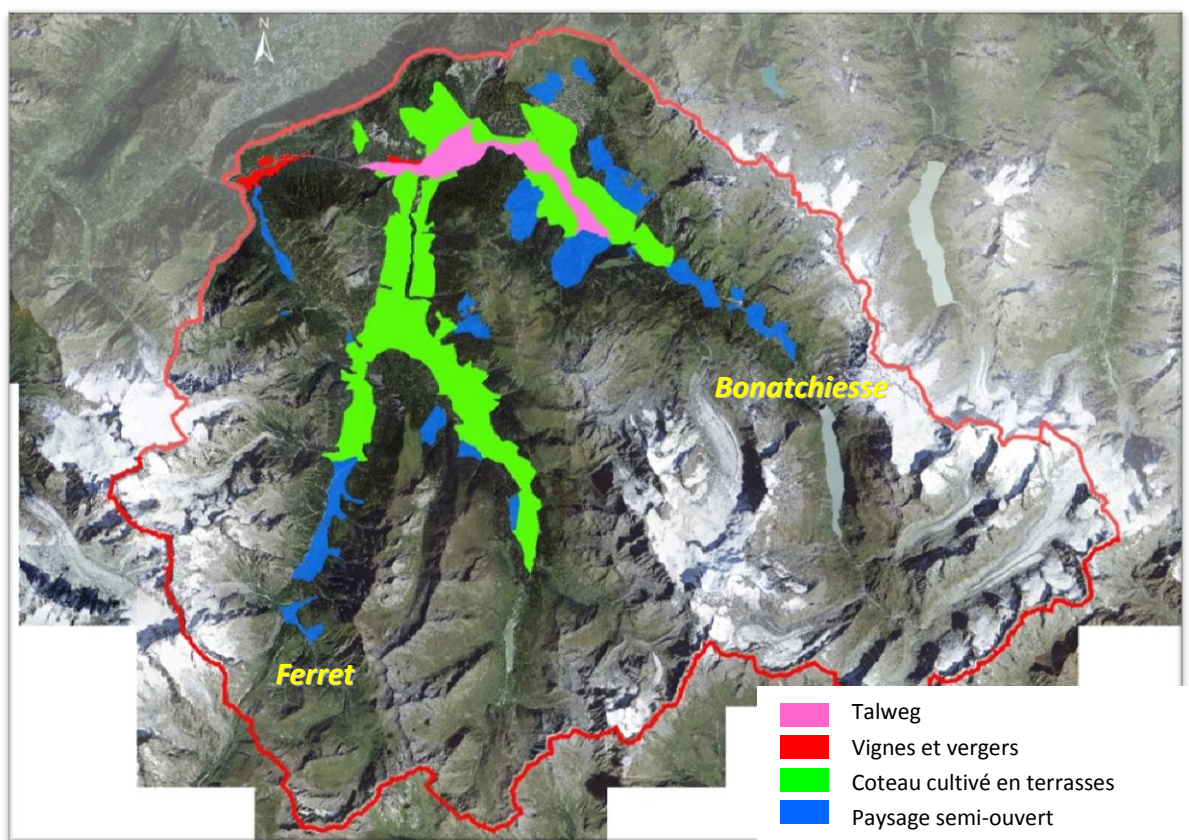 N
Bonatchiesse
Ferret
Talweg
Vignes et vergers
Coteau cultivé en terrasses
Paysage semi-ouvert